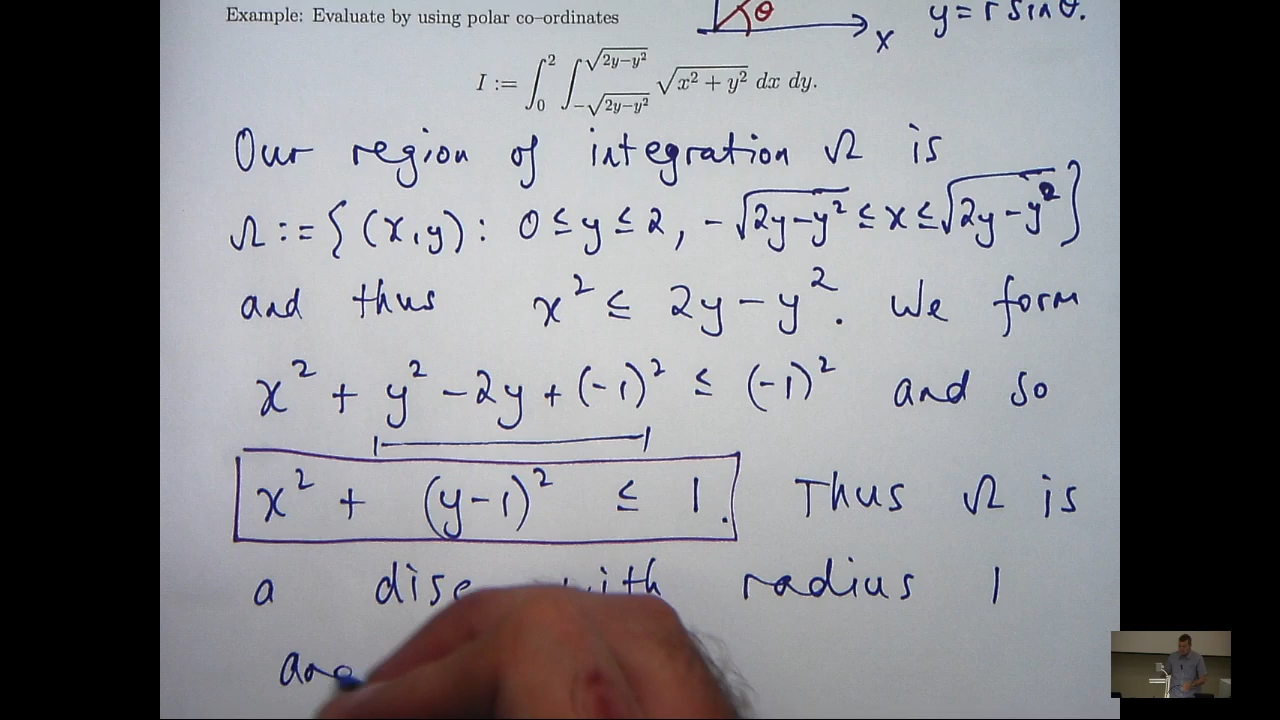 Example: Evaluate by using polar co–ordinates
θ
x
y = r sin θ.
I := ∫_0^2 ∫_{-√(2y−y²)}^{√(2y−y²)} √(x² + y²) dx dy.
Our region of integration Ω is
Ω := {(x,y) : 0 ≤ y ≤ 2, -√(2y-y²) ≤ x ≤ √(2y-y²)}
and thus x² ≤ 2y - y². We form
x² + y² - 2y + (-1)² ≤ (-1)² and so
x² + (y-1)² ≤ 1. Thus Ω is
a disc with radius 1